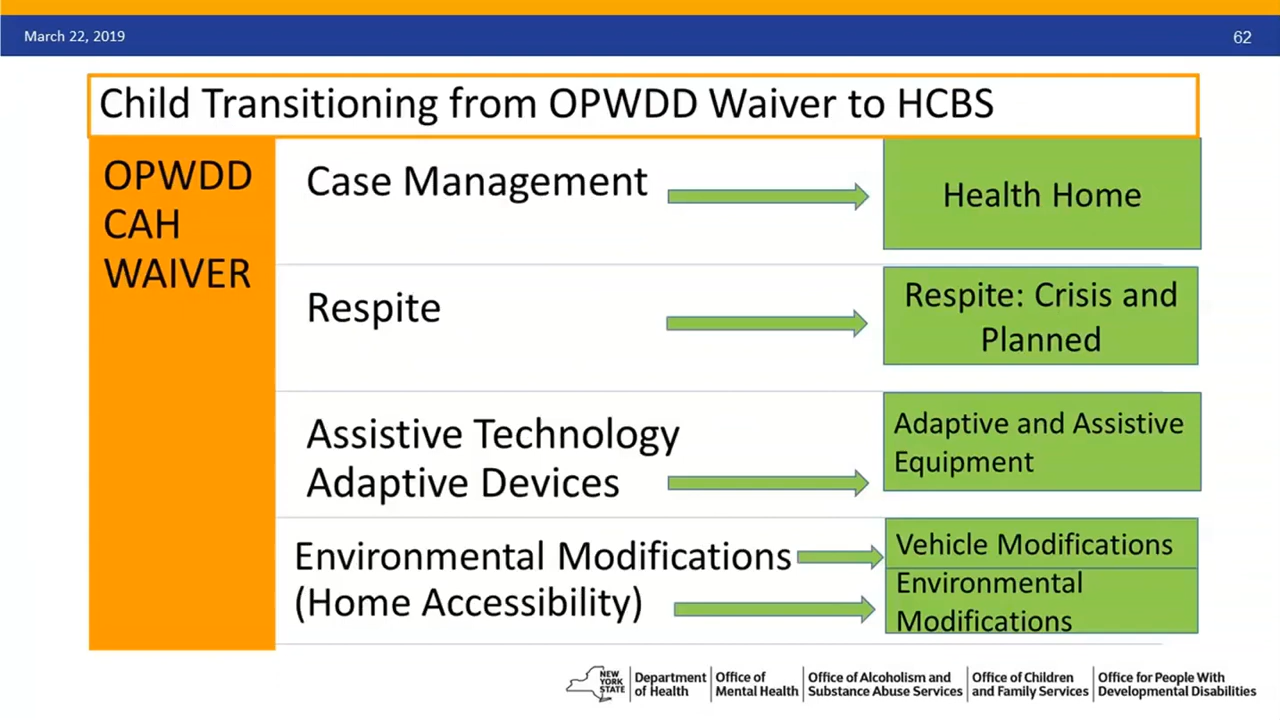 March 22, 2019
62
Child Transitioning from OPWDD Waiver to HCBS
OPWDD
CAH
WAIVER
Case Management
Health Home
Respite
Respite: Crisis and
Planned
Assistive Technology
Adaptive Devices
Adaptive and Assistive
Equipment
Environmental Modifications
(Home Accessibility)
Vehicle Modifications
Environmental
Modifications
NEW
YORK
STATE
Department
of Health
Office of
Mental Health
Office of Alcoholism and
Substance Abuse Services
Office of Children
and Family Services
Office for People With
Developmental Disabilities